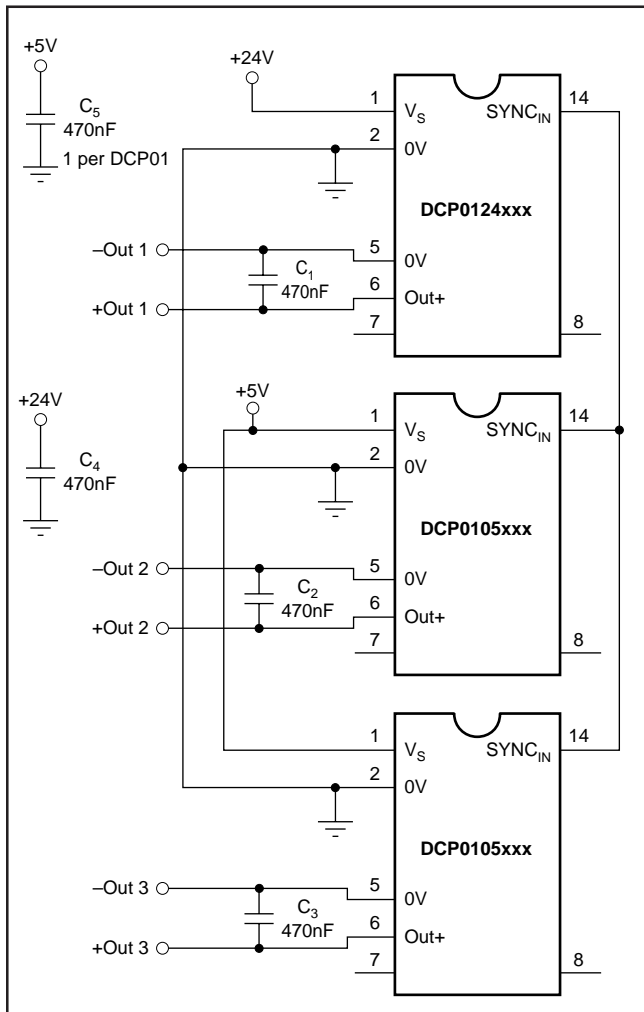 +5V
C5
470nF
1 per DCP01
+24V
1
VS
SYNCIN
14
2
0V
DCP0124xxx
–Out 1
5
0V
C1
470nF
6
Out+
+Out 1
7
8
+24V
C4
470nF
+5V
1
VS
SYNCIN
14
2
0V
DCP0105xxx
–Out 2
5
0V
C2
470nF
6
Out+
+Out 2
7
8
1
VS
SYNCIN
14
2
0V
DCP0105xxx
–Out 3
5
0V
C3
470nF
6
Out+
+Out 3
7
8